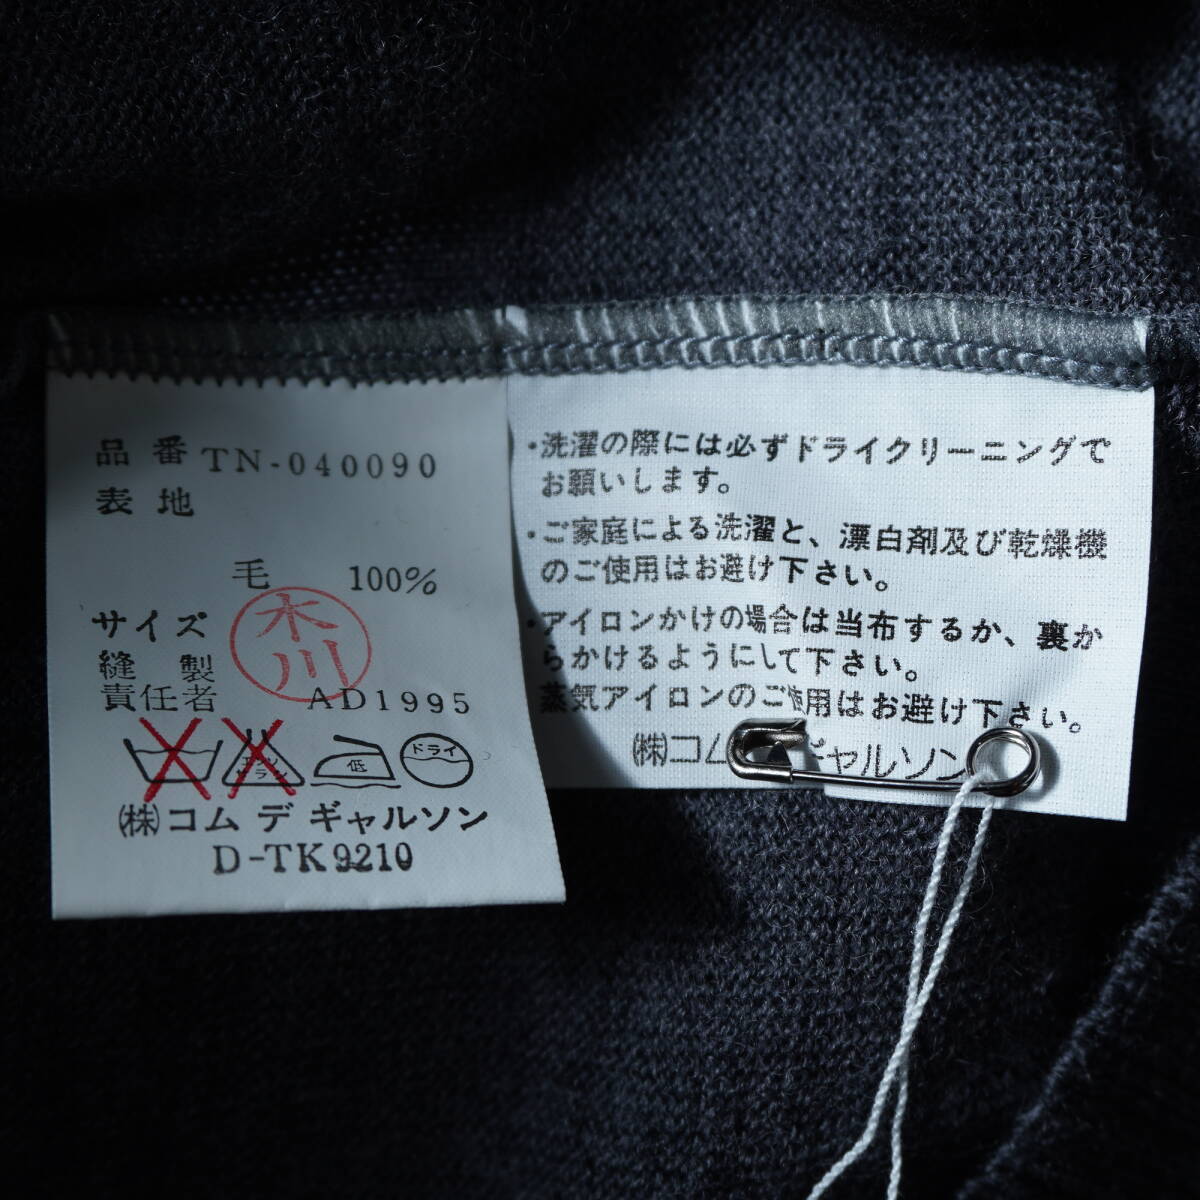 品番 TN-040090
表地
毛 100%
サイズ
縫製
責任者 AD1995
木川
エンソ
サラシ
低
ドライ
(株)コム デ ギャルソン
D-TK9210
・洗濯の際には必ずドライクリーニングで
お願いします。
・ご家庭による洗濯と、漂白剤及び乾燥機
のご使用はお避け下さい。
・アイロンかけの場合は当布するか、裏か
らかけるようにして下さい。
蒸気アイロンのご使用はお避け下さい。
(株)コム ギャルソン